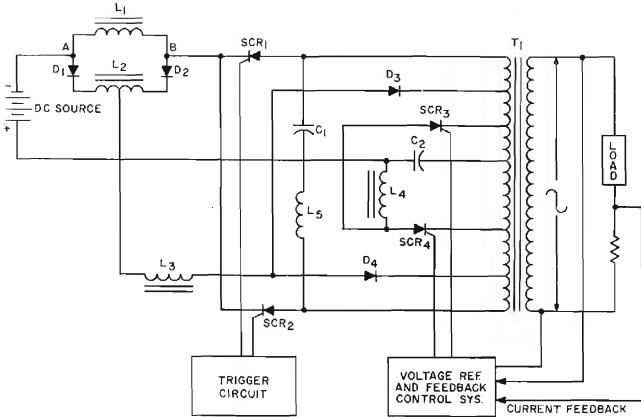 L1
T1
A
B
SCR1
D1
L2
D2
D3
-
DC SOURCE
+
SCR3
C1
C2
LOAD
L4
L5
SCR4
L3
D4
SCR2
TRIGGER
CIRCUIT
VOLTAGE REF.
AND FEEDBACK
CONTROL SYS.
CURRENT FEEDBACK